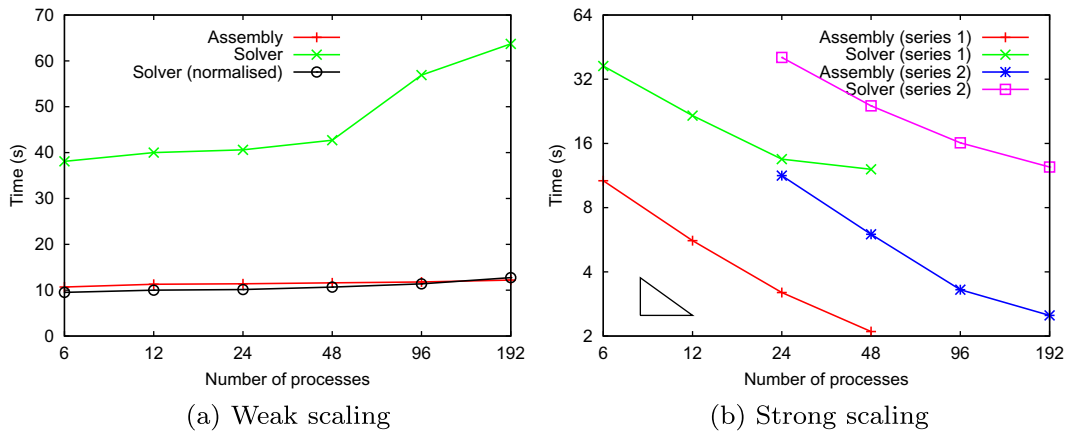 70
60
50
40
30
20
10
0
Time (s)
Assembly
Solver
Solver (normalised)
6 12 24 48 96 192
Number of processes
(a) Weak scaling
64
32
16
8
4
2
Time (s)
Assembly (series 1)
Solver (series 1)
Assembly (series 2)
Solver (series 2)
6 12 24 48 96 192
Number of processes
(b) Strong scaling